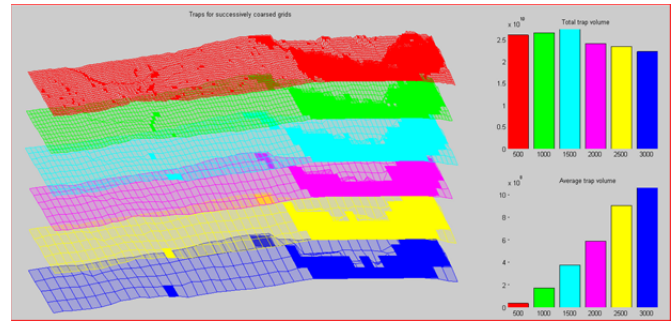 Traps for successively coarsed grids
Total trap volume
x 10
2.5
2
1.5
1
0.5
0
500 1000 1500 2000 2500 3000
Average trap volume
x 10
10
8
6
4
2
0
500 1000 1500 2000 2500 3000